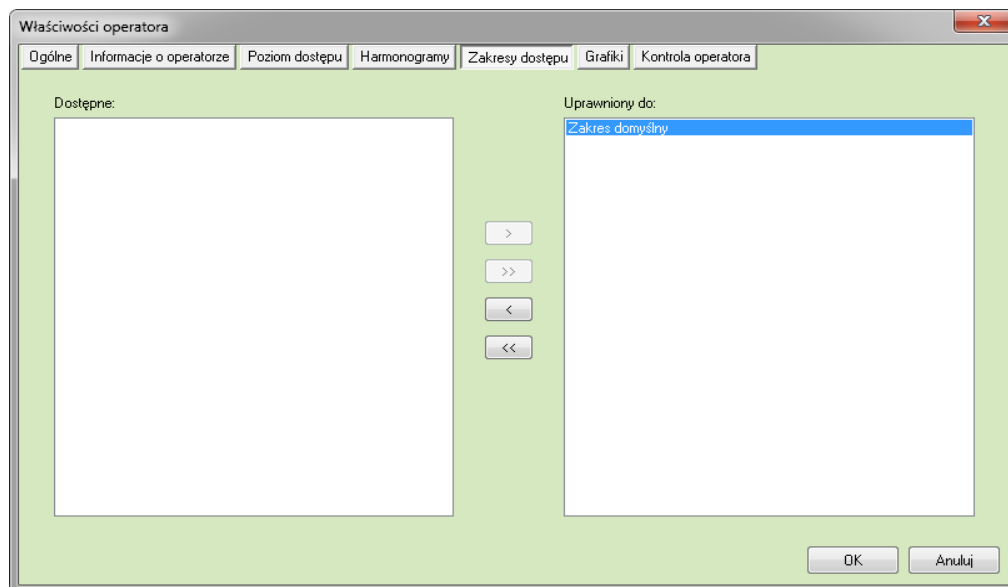 Właściwości operatora
Ogólne Informacje o operatorze Poziom dostępu Harmonogramy Zakresy dostępu Grafiki Kontrola operatora
Dostępne: Uprawniony do:
Zakres domyślny
>
>>
<
<<
OK Anuluj